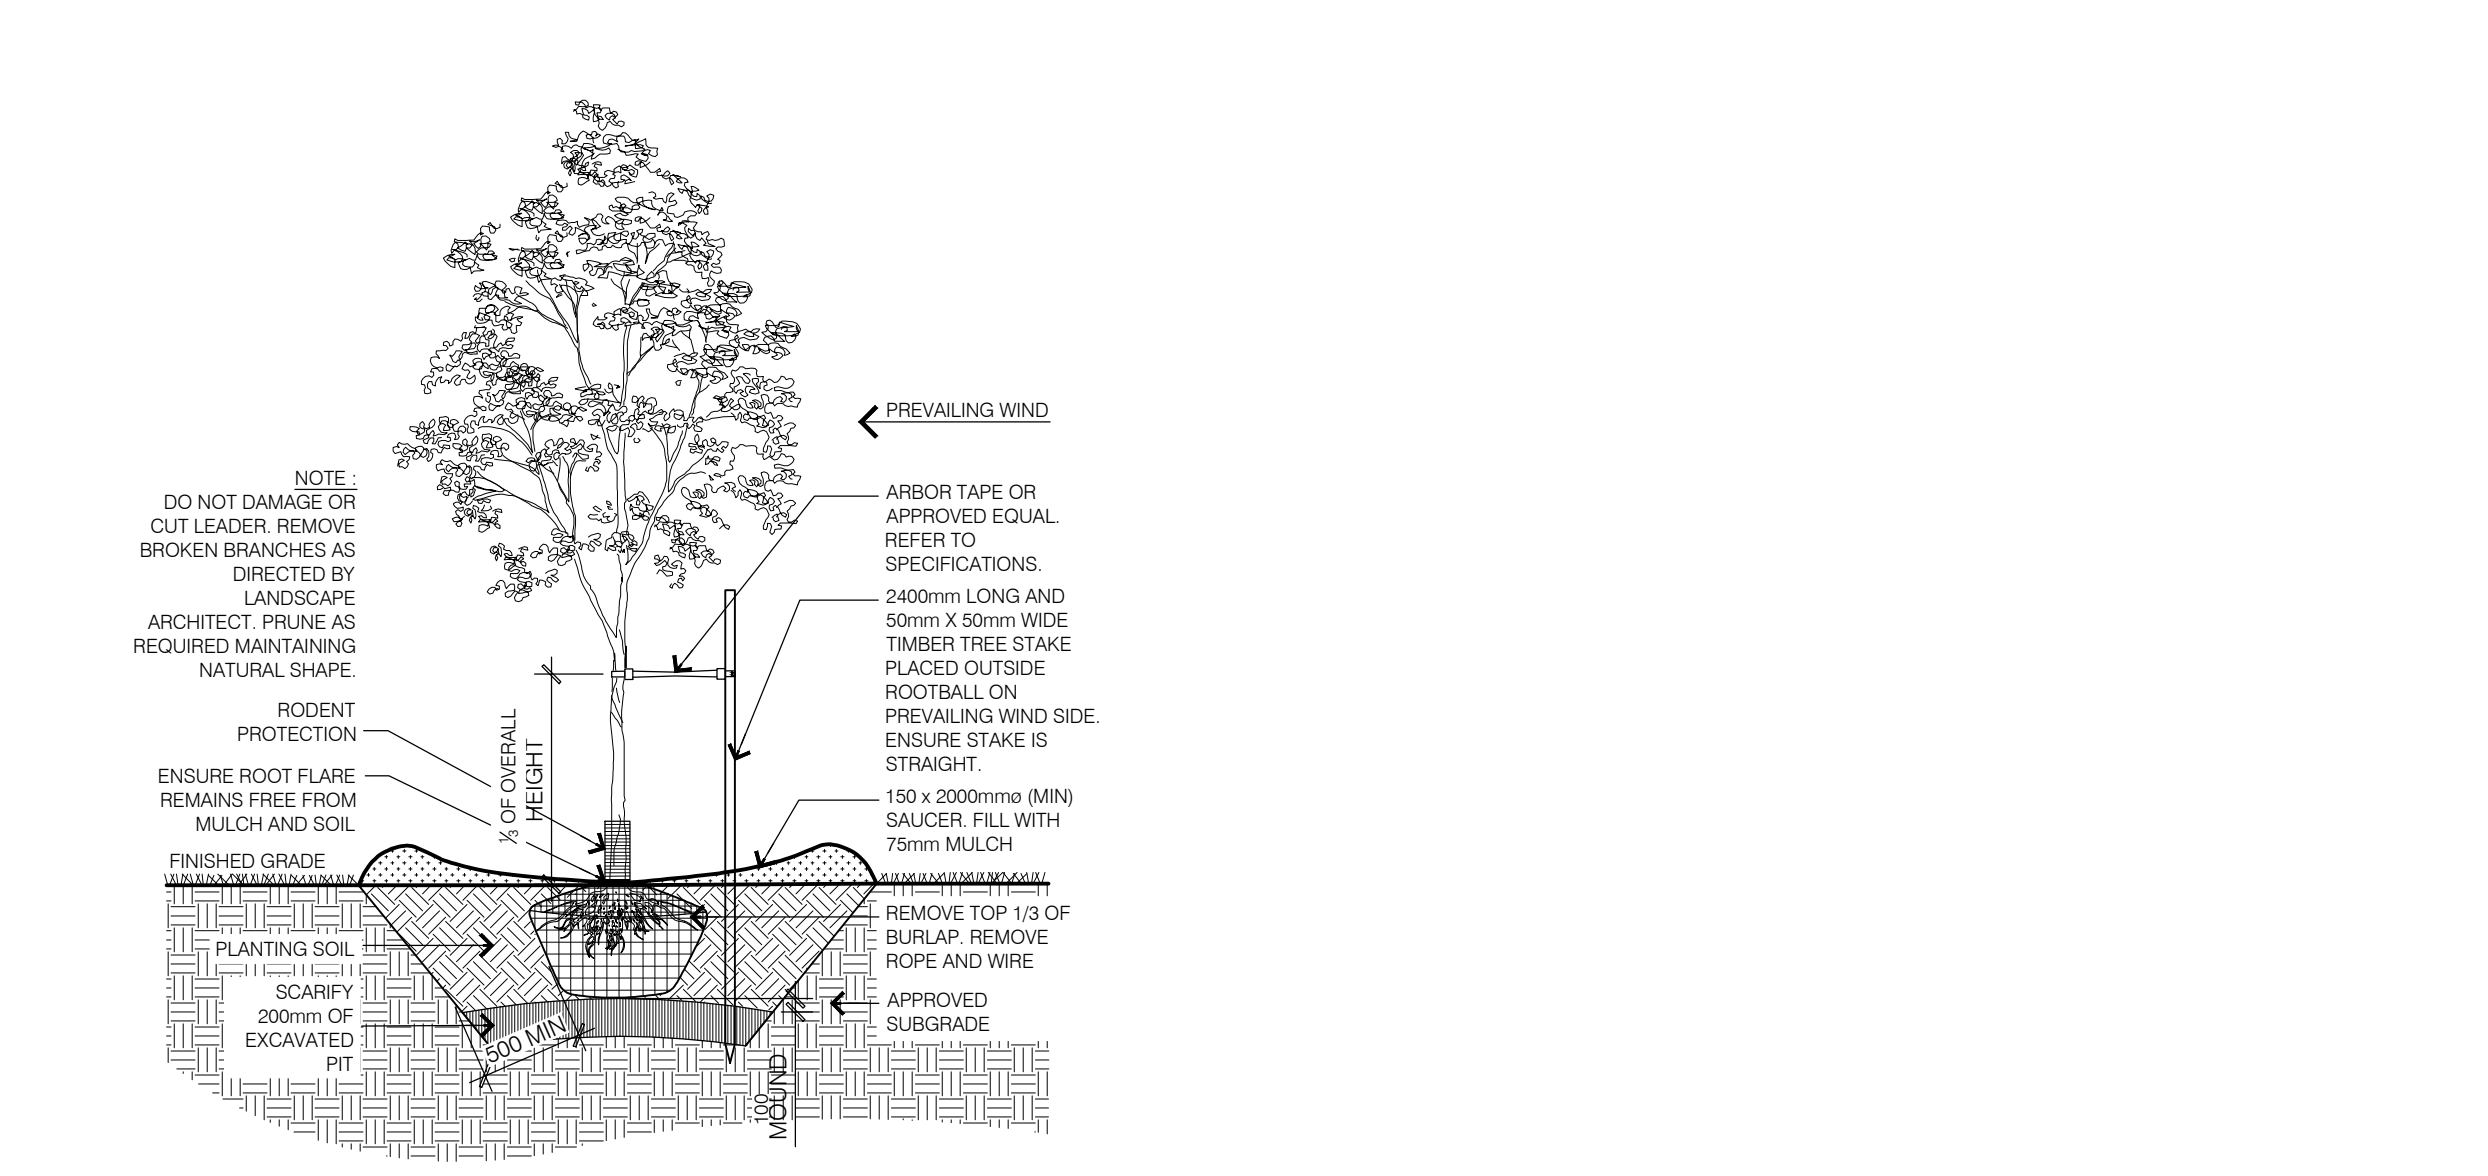 PREVAILING WIND
NOTE :
DO NOT DAMAGE OR
CUT LEADER. REMOVE
BROKEN BRANCHES AS
DIRECTED BY
LANDSCAPE
ARCHITECT. PRUNE AS
REQUIRED MAINTAINING
NATURAL SHAPE.
ARBOR TAPE OR
APPROVED EQUAL.
REFER TO
SPECIFICATIONS.
2400mm LONG AND
50mm X 50mm WIDE
TIMBER TREE STAKE
PLACED OUTSIDE
ROOTBALL ON
PREVAILING WIND SIDE.
ENSURE STAKE IS
STRAIGHT.
RODENT
PROTECTION
ENSURE ROOT FLARE
REMAINS FREE FROM
MULCH AND SOIL
⅓ OF OVERALL
HEIGHT
150 x 2000mmø (MIN)
SAUCER. FILL WITH
75mm MULCH
FINISHED GRADE
PLANTING SOIL
SCARIFY
200mm OF
EXCAVATED
PIT
500 MIN
REMOVE TOP 1/3 OF
BURLAP. REMOVE
ROPE AND WIRE
APPROVED
SUBGRADE
100
MOUND